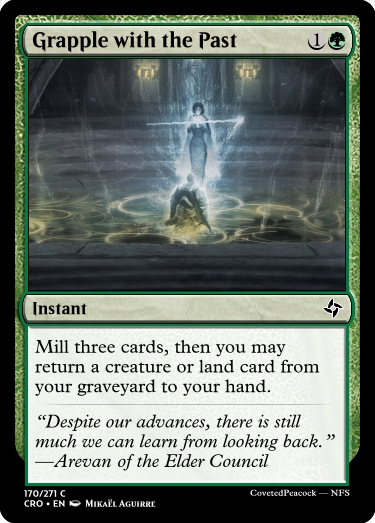 Grapple with the Past 1
Instant
Mill three cards, then you may
return a creature or land card from
your graveyard to your hand.
“Despite our advances, there is still
much we can learn from looking back.”
—Arevan of the Elder Council
170/271 C
CRO • EN Mikaël Aguirre
CovetedPeacock — NFS